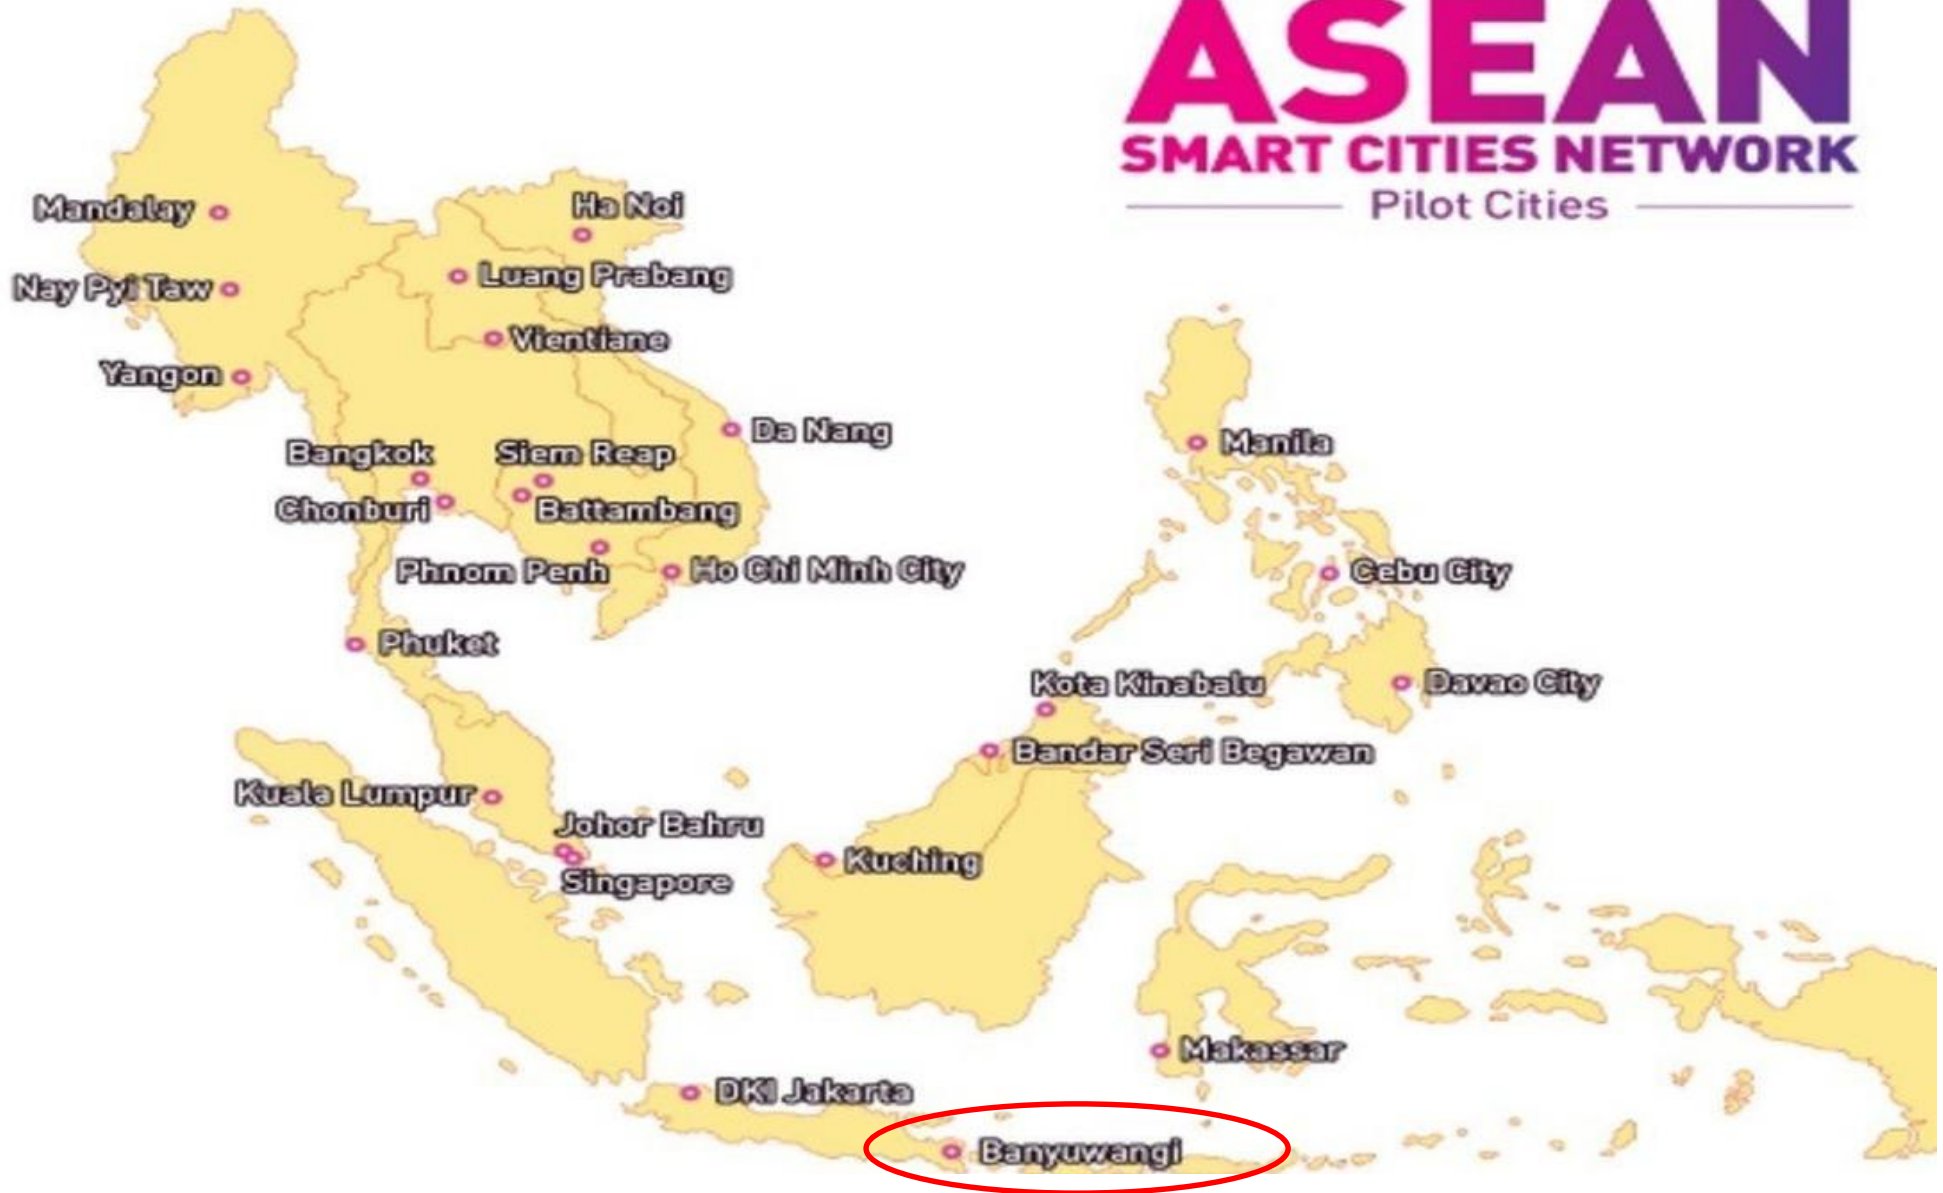 ASEAN
SMART CITIES NETWORK
Pilot Cities
Mandalay
Ha Noi
Nay Pyi Taw
Luang Prabang
Vientiane
Yangon
Da Nang
Bangkok
Siem Reap
Manila
Chonburi
Battambang
Phnom Penh
Ho Chi Minh City
Cebu City
Phuket
Kota Kinabalu
Davao City
Bandar Seri Begawan
Kuala Lumpur
Johor Bahru
Kuching
Singapore
Makassar
DKI Jakarta
Banyuwangi